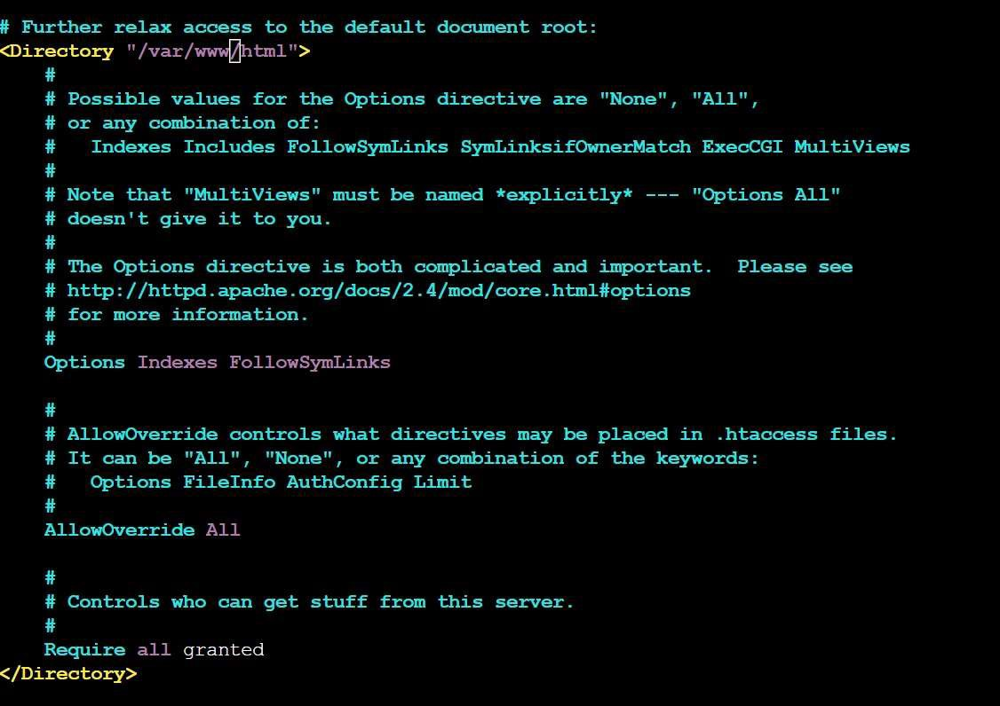 # Further relax access to the default document root:
<Directory "/var/www/html">
    #
    # Possible values for the Options directive are "None", "All",
    # or any combination of:
    #   Indexes Includes FollowSymLinks SymLinksifOwnerMatch ExecCGI MultiViews
    #
    # Note that "MultiViews" must be named *explicitly* --- "Options All"
    # doesn't give it to you.
    #
    # The Options directive is both complicated and important.  Please see
    # http://httpd.apache.org/docs/2.4/mod/core.html#options
    # for more information.
    #
    Options Indexes FollowSymLinks

    #
    # AllowOverride controls what directives may be placed in .htaccess files.
    # It can be "All", "None", or any combination of the keywords:
    #   Options FileInfo AuthConfig Limit
    #
    AllowOverride All

    #
    # Controls who can get stuff from this server.
    #
    Require all granted
</Directory>